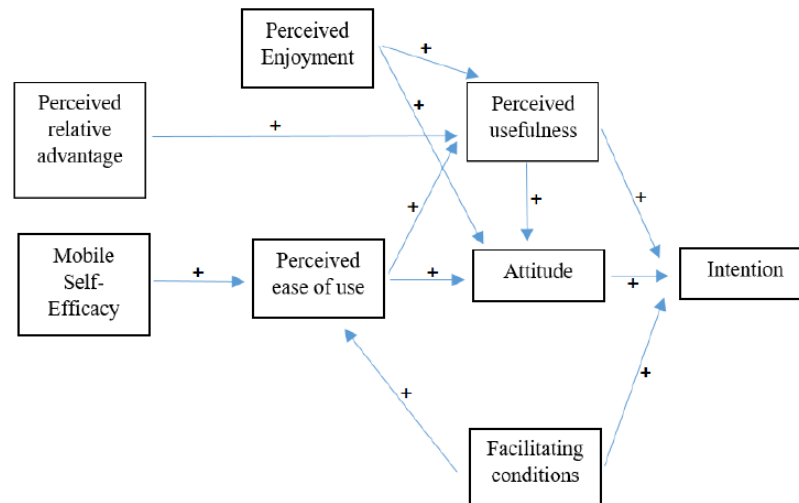 Perceived
Enjoyment
+
+
Perceived
relative
advantage
+
Perceived
usefulness
+
+
+
Mobile
Self-
Efficacy
+
Perceived
ease of use
+
Attitude
+
Intention
+
+
Facilitating
conditions